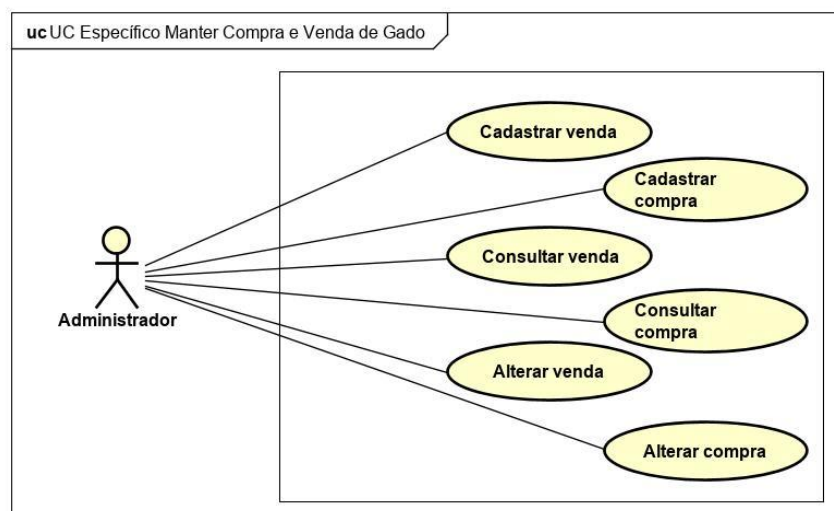 uc UC Específico Manter Compra e Venda de Gado
Cadastrar venda
Cadastrar
compra
Consultar venda
Administrador
Consultar
compra
Alterar venda
Alterar compra